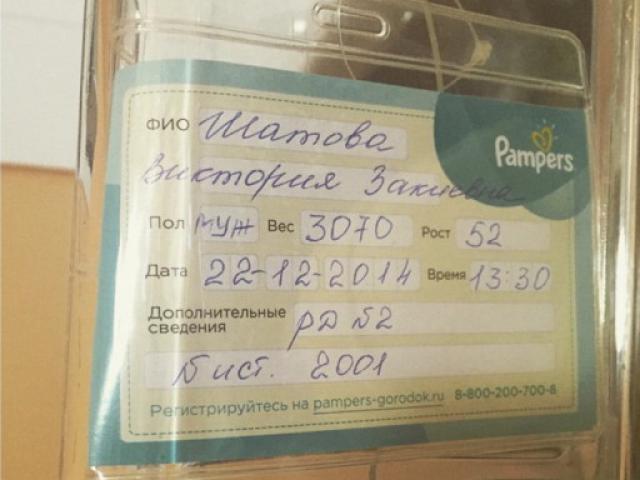 Pampers
ФИО Шатова
Виктория Закиевна
Пол муж Вес 3070 Рост 52
Дата 22-12-2014 Время 13:30
Дополнительные сведения рД №2
№ ист. 2001
Регистрируйтесь на pampers-gorodok.ru 8-800-200-700-8